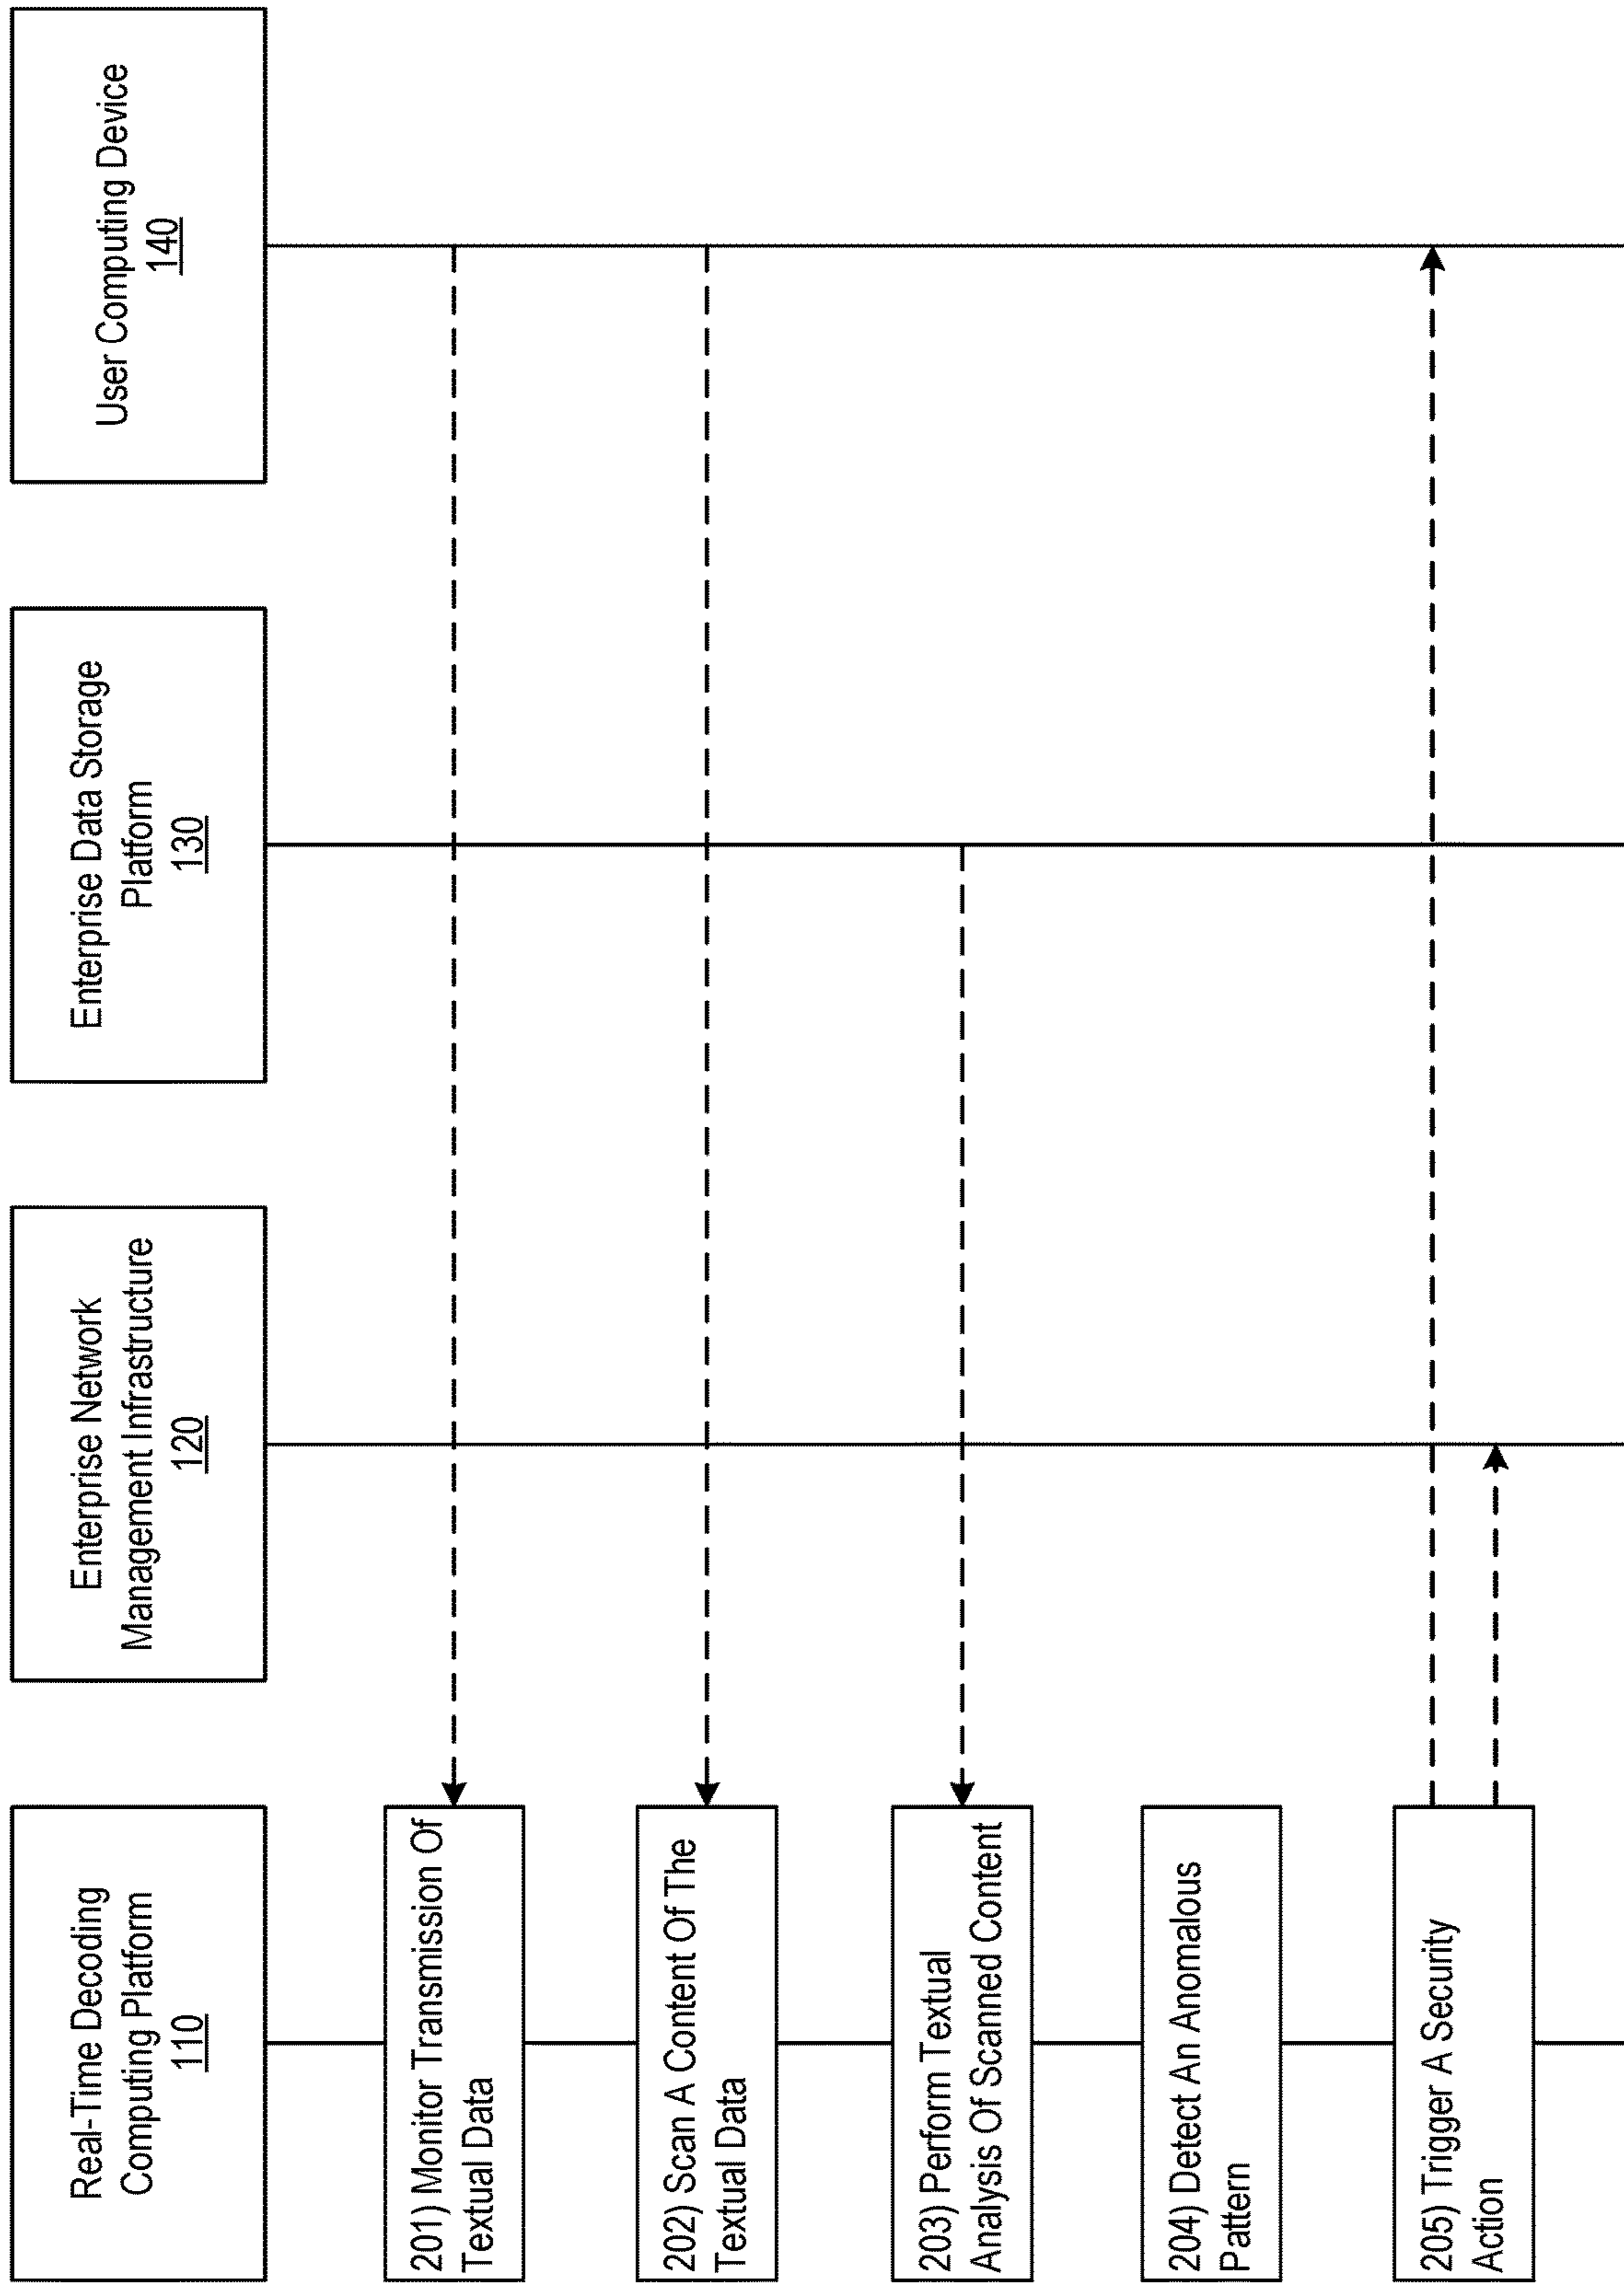 Real-Time Decoding
Computing Platform
110
Enterprise Network
Management Infrastructure
120
Enterprise Data Storage
Platform
130
User Computing Device
140
201) Monitor Transmission Of
Textual Data
202) Scan A Content Of The
Textual Data
203) Perform Textual
Analysis Of Scanned Content
204) Detect An Anomalous
Pattern
205) Trigger A Security
Action